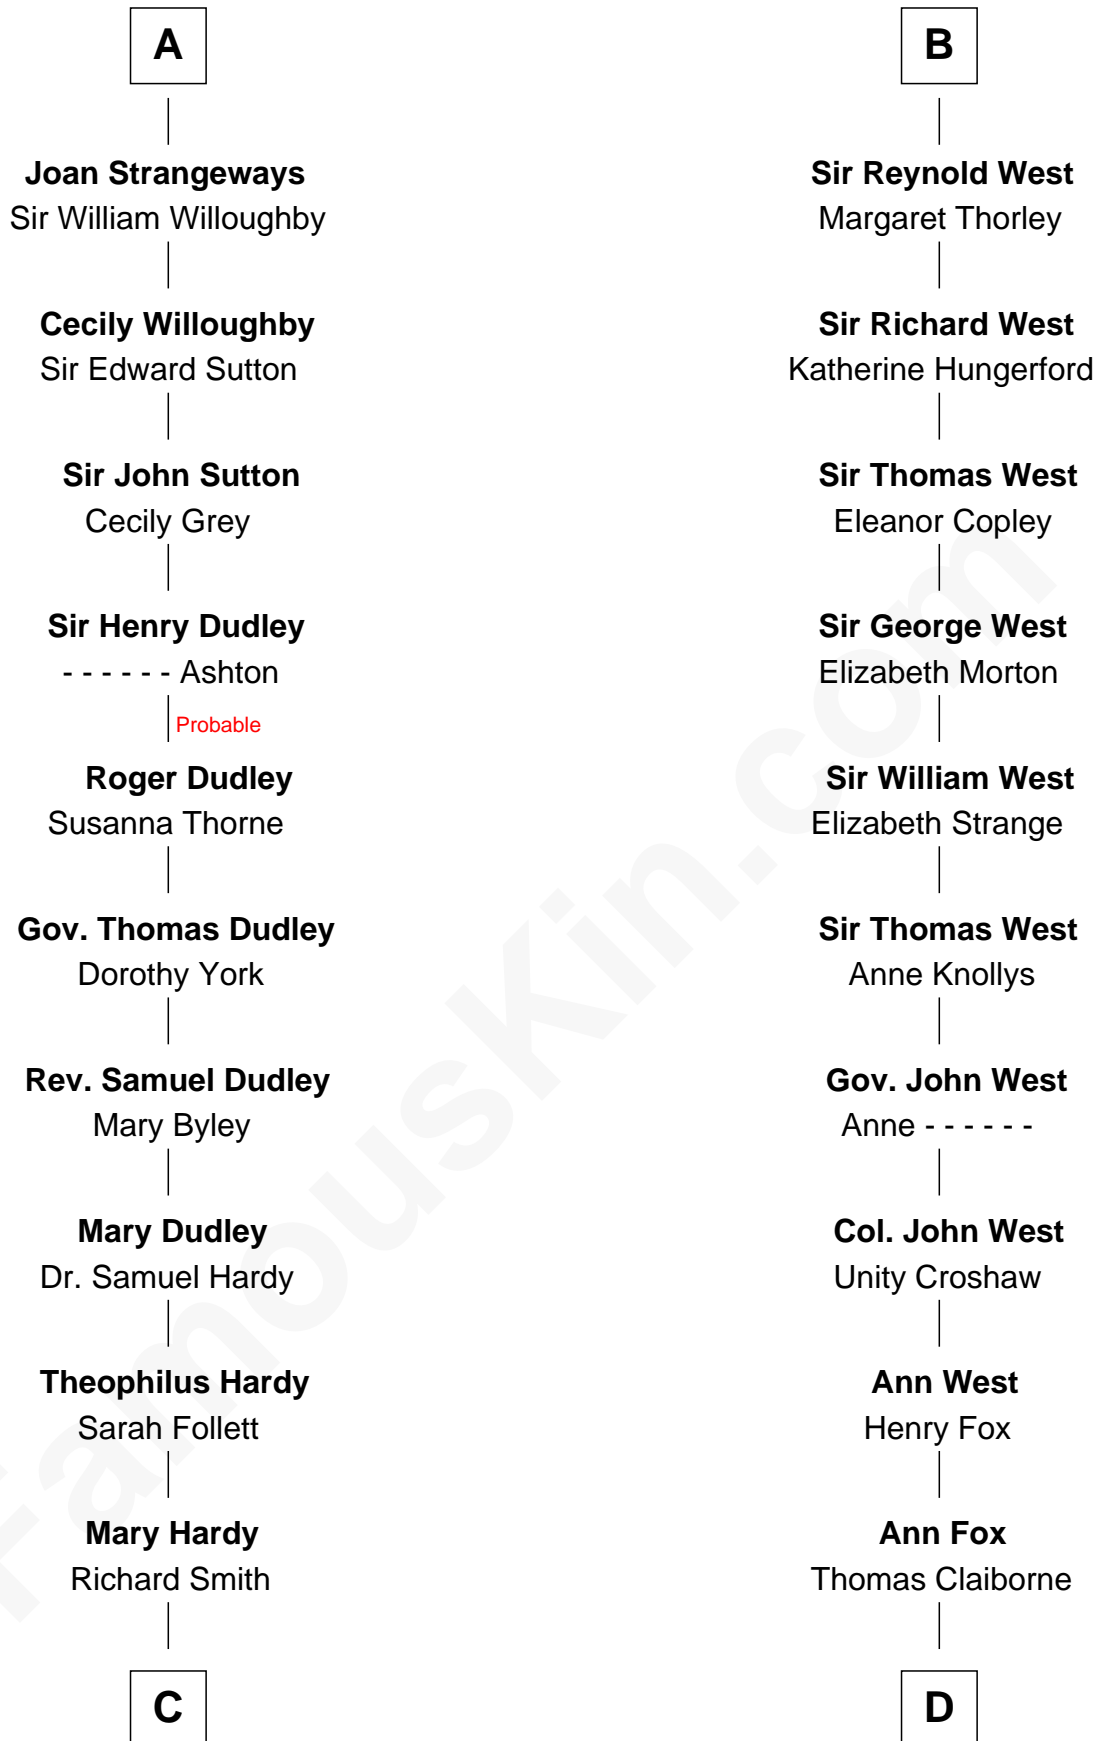 A
Joan Strangeways
Sir William Willoughby
Cecily Willoughby
Sir Edward Sutton
Sir John Sutton
Cecily Grey
Sir Henry Dudley
- - - - - - Ashton
Probable
Roger Dudley
Susanna Thorne
Gov. Thomas Dudley
Dorothy York
Rev. Samuel Dudley
Mary Byley
Mary Dudley
Dr. Samuel Hardy
Theophilus Hardy
Sarah Follett
Mary Hardy
Richard Smith
C
B
Sir Reynold West
Margaret Thorley
Sir Richard West
Katherine Hungerford
Sir Thomas West
Eleanor Copley
Sir George West
Elizabeth Morton
Sir William West
Elizabeth Strange
Sir Thomas West
Anne Knollys
Gov. John West
Anne - - - - - -
Col. John West
Unity Croshaw
Ann West
Henry Fox
Ann Fox
Thomas Claiborne
D
FamousKin.com